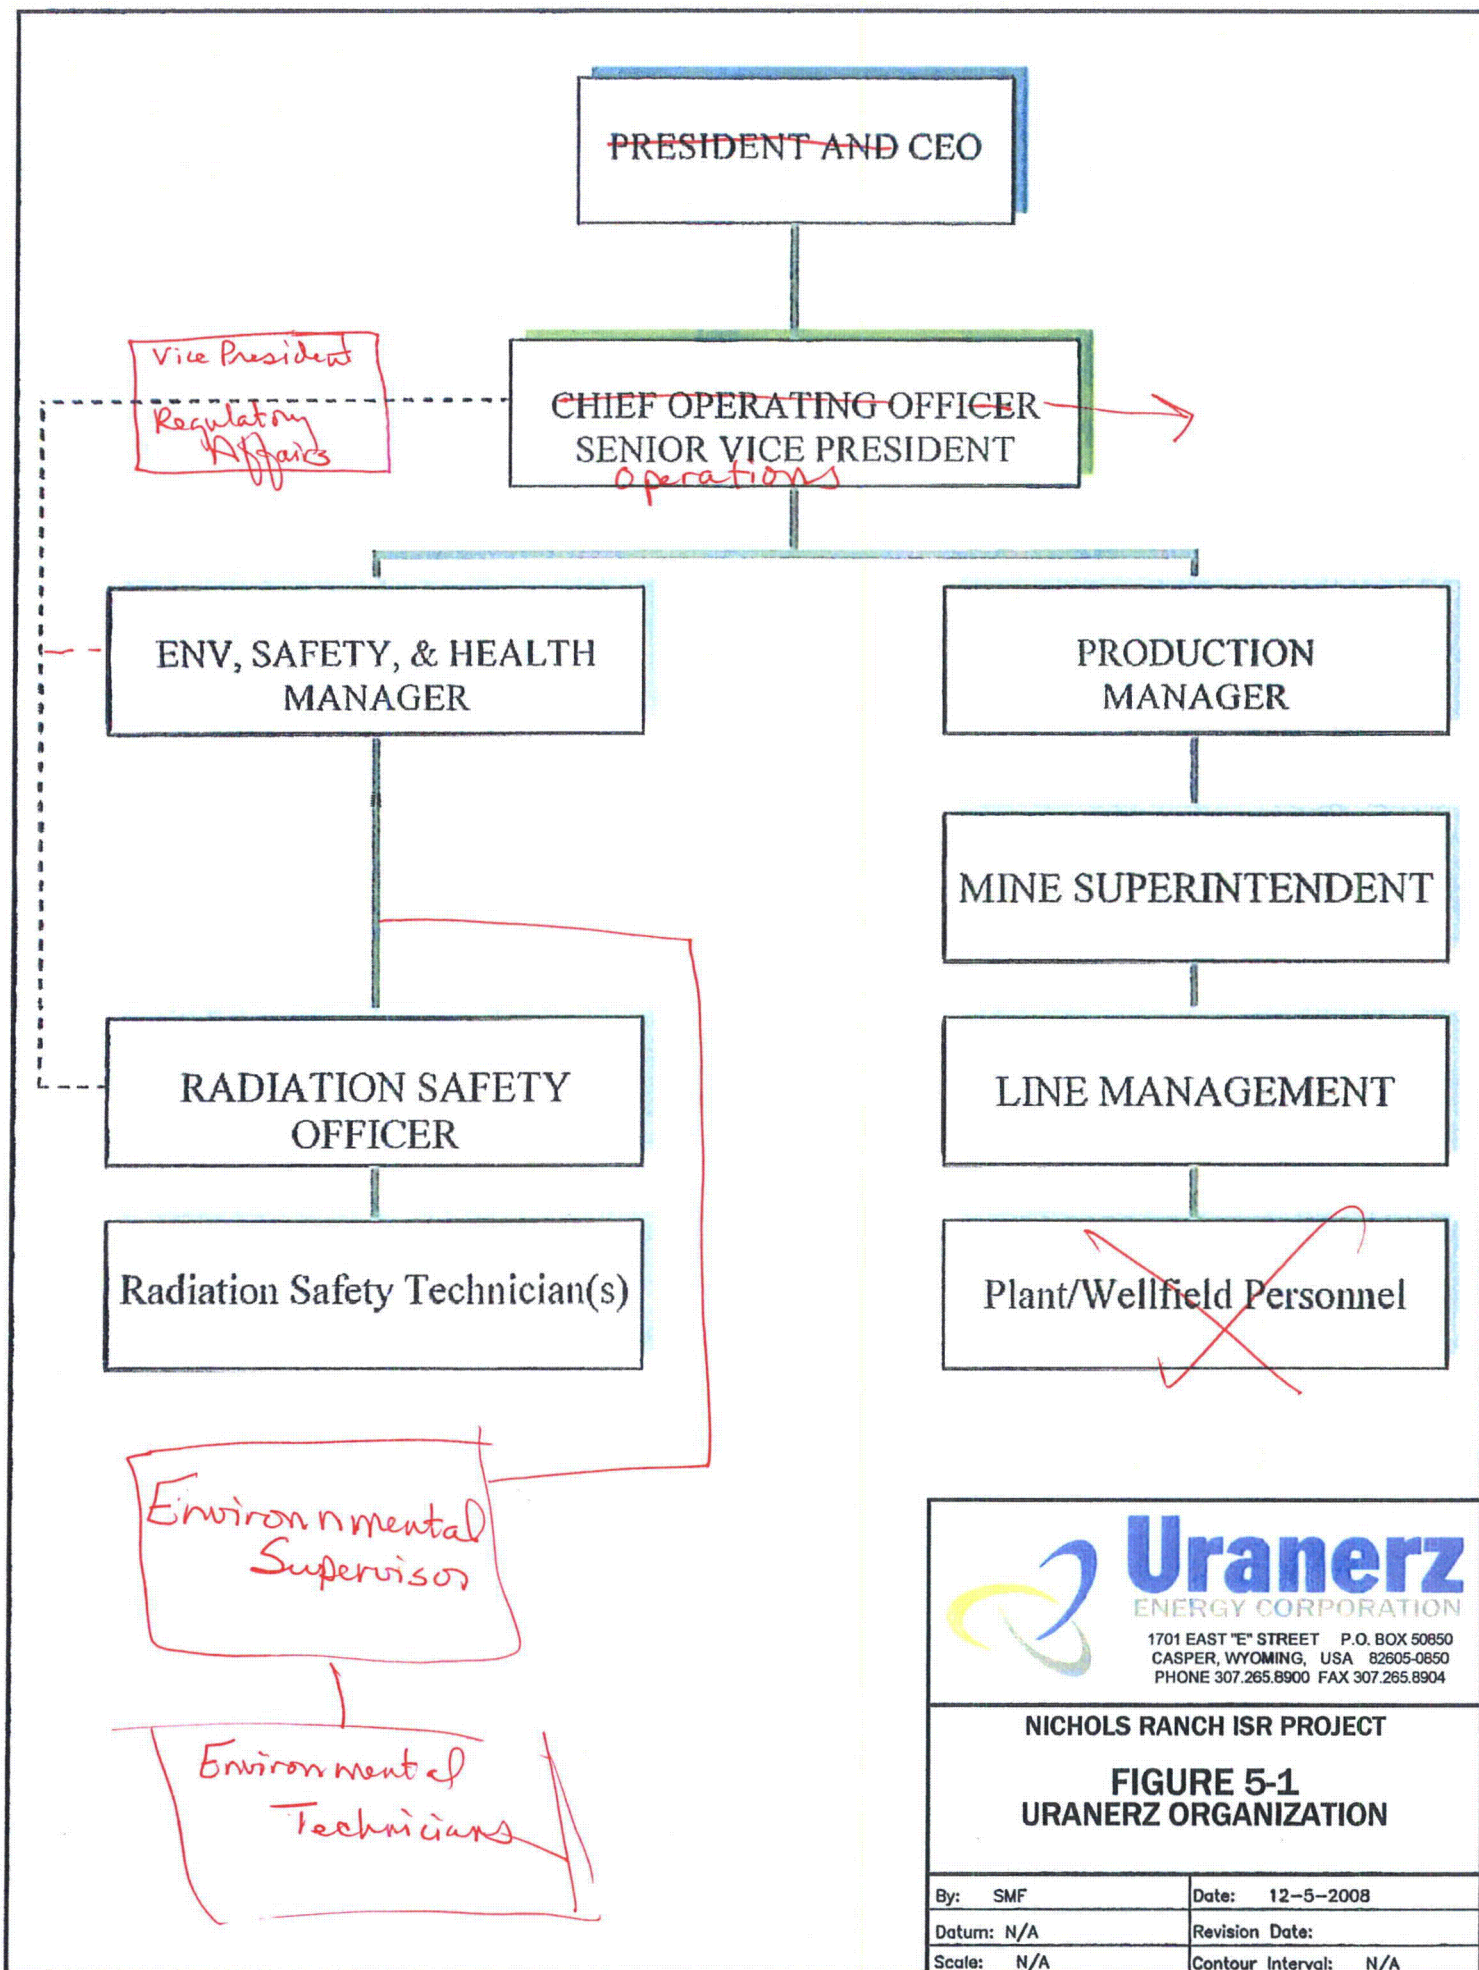 PRESIDENT AND CEO
Vice President
Regulatory
Affairs
CHIEF OPERATING OFFICER
SENIOR VICE PRESIDENT
Operations
ENV, SAFETY, & HEALTH
MANAGER
PRODUCTION
MANAGER
MINE SUPERINTENDENT
RADIATION SAFETY
OFFICER
LINE MANAGEMENT
Radiation Safety Technician(s)
Plant/Wellfield Personnel
Environnmental
Supervisor
Environmental
Technicians
Uranerz
ENERGY CORPORATION
1701 EAST "E" STREET P.O. BOX 50850
CASPER, WYOMING, USA 82605-0850
PHONE 307.265.8900 FAX 307.265.8904
NICHOLS RANCH ISR PROJECT
FIGURE 5-1
URANERZ ORGANIZATION
By: SMF Date: 12-5-2008
Datum: N/A Revision Date:
Scale: N/A Contour Interval: N/A